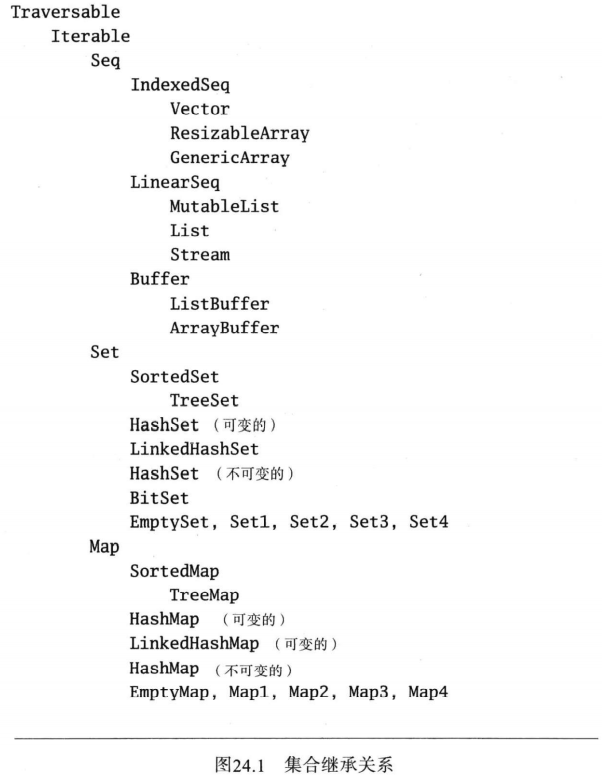 Traversable
Iterable
Seq
IndexedSeq
Vector
ResizableArray
GenericArray
LinearSeq
MutableList
List
Stream
Buffer
ListBuffer
ArrayBuffer
Set
SortedSet
TreeSet
HashSet （可变的）
LinkedHashSet
HashSet （不可变的）
BitSet
EmptySet, Set1, Set2, Set3, Set4
Map
SortedMap
TreeMap
HashMap （可变的）
LinkedHashMap （可变的）
HashMap （不可变的）
EmptyMap, Map1, Map2, Map3, Map4
图24.1 集合继承关系